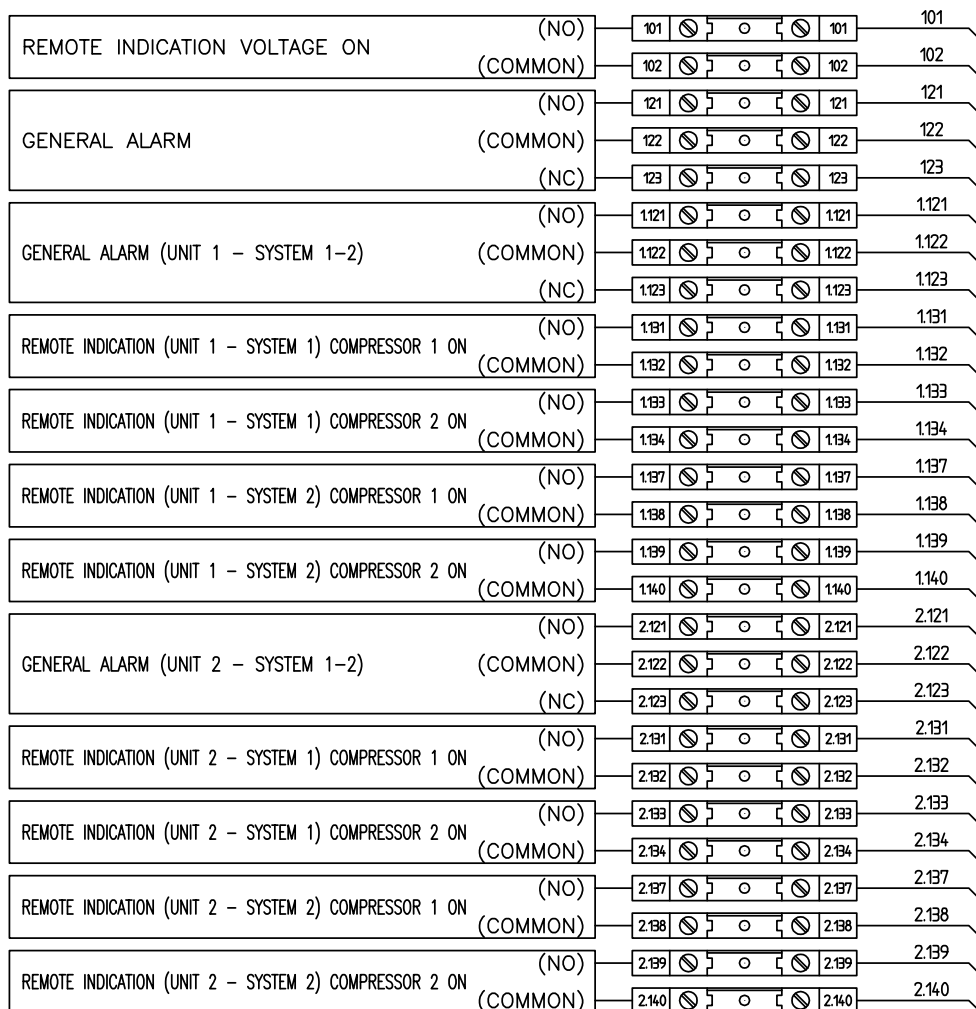 REMOTE INDICATION VOLTAGE ON (NO) 101 101 101
(COMMON) 102 102 102
GENERAL ALARM (NO) 121 121 121
(COMMON) 122 122 122
(NC) 123 123 123
GENERAL ALARM (UNIT 1 – SYSTEM 1–2) (NO) 1.121 1.121 1.121
(COMMON) 1.122 1.122 1.122
(NC) 1.123 1.123 1.123
REMOTE INDICATION (UNIT 1 – SYSTEM 1) COMPRESSOR 1 ON (NO) 1.131 1.131 1.131
(COMMON) 1.132 1.132 1.132
REMOTE INDICATION (UNIT 1 – SYSTEM 1) COMPRESSOR 2 ON (NO) 1.133 1.133 1.133
(COMMON) 1.134 1.134 1.134
REMOTE INDICATION (UNIT 1 – SYSTEM 2) COMPRESSOR 1 ON (NO) 1.137 1.137 1.137
(COMMON) 1.138 1.138 1.138
REMOTE INDICATION (UNIT 1 – SYSTEM 2) COMPRESSOR 2 ON (NO) 1.139 1.139 1.139
(COMMON) 1.140 1.140 1.140
GENERAL ALARM (UNIT 2 – SYSTEM 1–2) (NO) 2.121 2.121 2.121
(COMMON) 2.122 2.122 2.122
(NC) 2.123 2.123 2.123
REMOTE INDICATION (UNIT 2 – SYSTEM 1) COMPRESSOR 1 ON (NO) 2.131 2.131 2.131
(COMMON) 2.132 2.132 2.132
REMOTE INDICATION (UNIT 2 – SYSTEM 1) COMPRESSOR 2 ON (NO) 2.133 2.133 2.133
(COMMON) 2.134 2.134 2.134
REMOTE INDICATION (UNIT 2 – SYSTEM 2) COMPRESSOR 1 ON (NO) 2.137 2.137 2.137
(COMMON) 2.138 2.138 2.138
REMOTE INDICATION (UNIT 2 – SYSTEM 2) COMPRESSOR 2 ON (NO) 2.139 2.139 2.139
(COMMON) 2.140 2.140 2.140